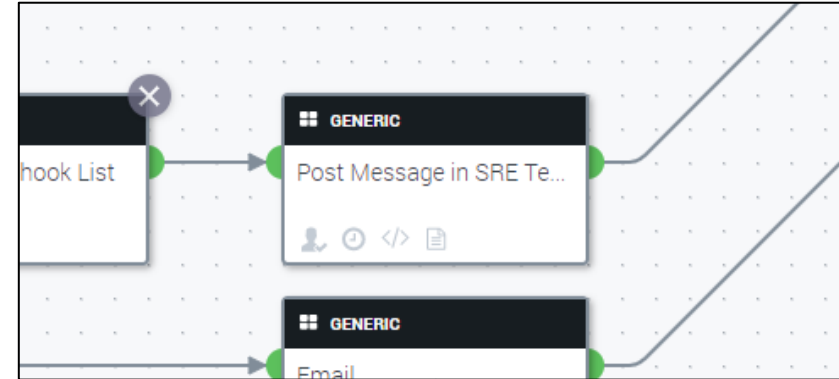 GENERIC
hook List
Post Message in SRE Te...
GENERIC
Email